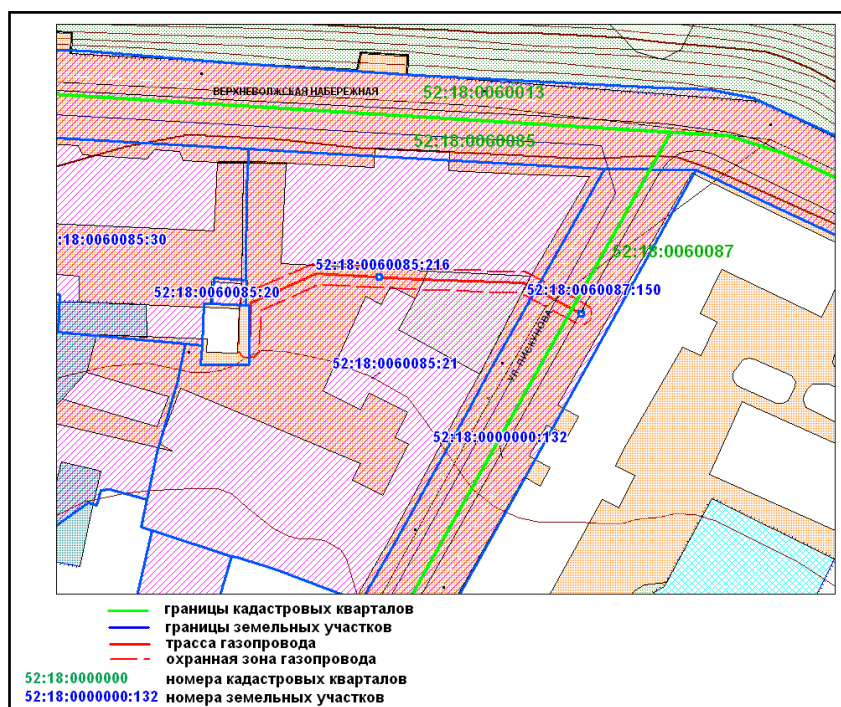 ВЕРХНЕВОЛЖСКАЯ НАБЕРЕЖНАЯ
52:18:0060013
52:18:0060085
:18:0060085:30
52:18:0060087
52:18:0060085:216
52:18:0060085:20
52:18:0060087:150
УЛ. ПИСКУНОВА
52:18:0060085:21
52:18:0000000:132
границы кадастровых кварталов
границы земельных участков
трасса газопровода
охранная зона газопровода
52:18:0000000 номера кадастровых кварталов
52:18:0000000:132 номера земельных участков